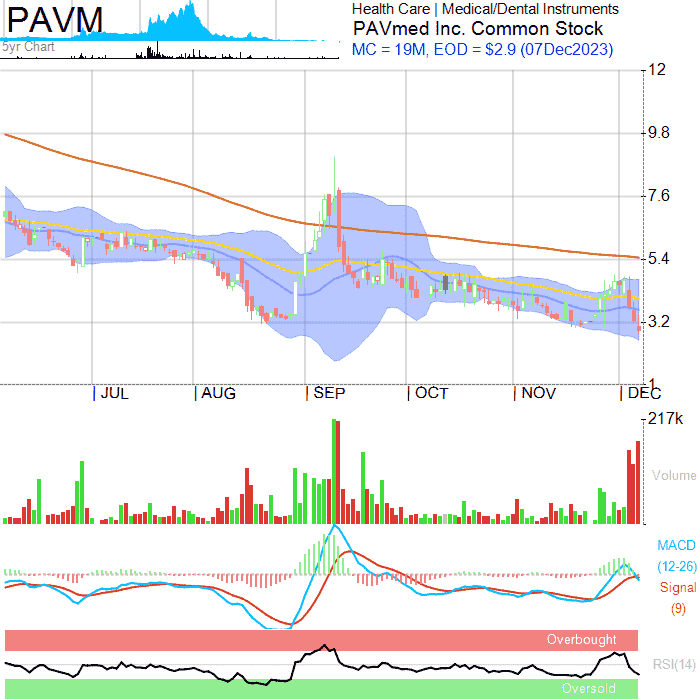 PAVM
5yr Chart
Health Care | Medical/Dental Instruments
PAVmed Inc. Common Stock
MC = 19M, EOD = $2.9 (07Dec2023)
12
9.8
7.6
5.4
3.2
1
JUL
AUG
SEP
OCT
NOV
DEC
217k
Volume
MACD
(12-26)
Signal
(9)
Overbought
RSI(14)
Oversold